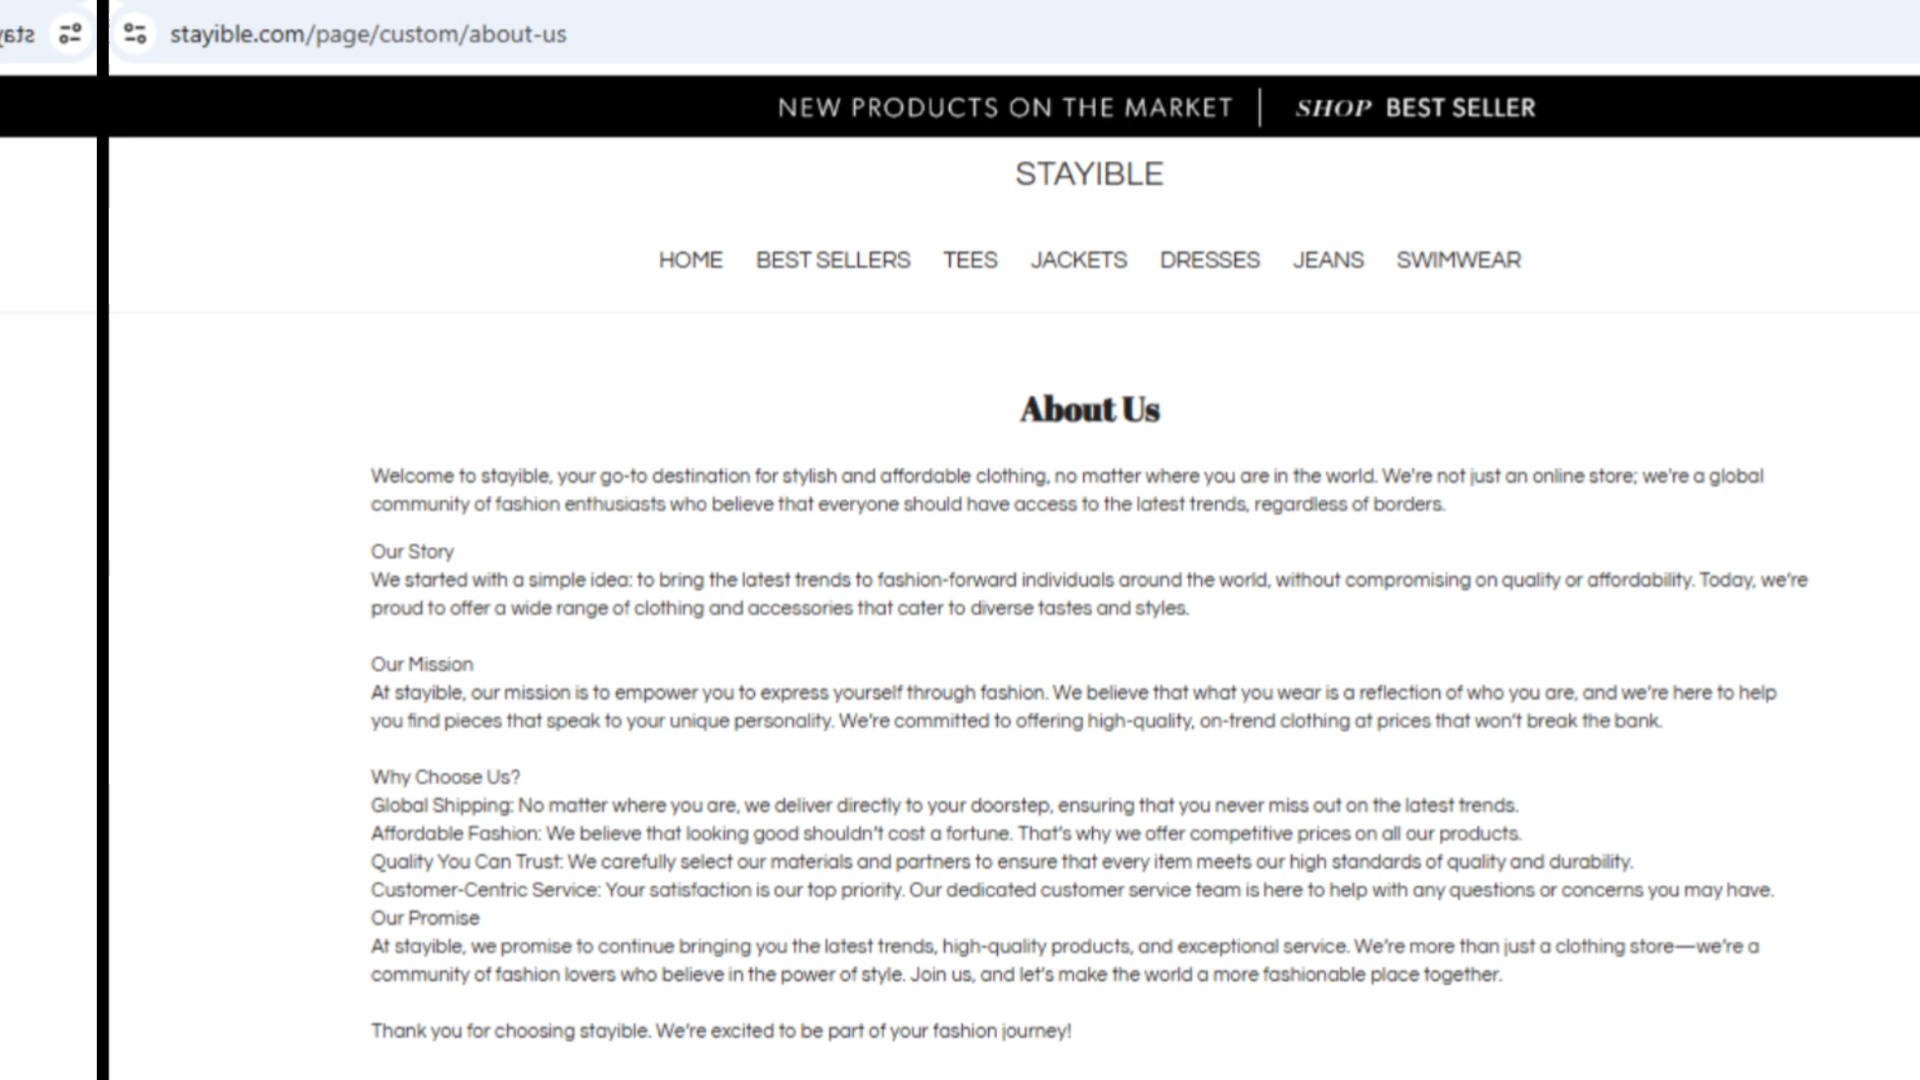 stayible.com/page/custom/about-us
NEW PRODUCTS ON THE MARKET | SHOP BEST SELLER
STAYIBLE
HOME BEST SELLERS TEES JACKETS DRESSES JEANS SWIMWEAR
About Us
Welcome to stayible, your go-to destination for stylish and affordable clothing, no matter where you are in the world. We're not just an online store; we're a global
community of fashion enthusiasts who believe that everyone should have access to the latest trends, regardless of borders.
Our Story
We started with a simple idea: to bring the latest trends to fashion-forward individuals around the world, without compromising on quality or affordability. Today, we're
proud to offer a wide range of clothing and accessories that cater to diverse tastes and styles.
Our Mission
At stayible, our mission is to empower you to express yourself through fashion. We believe that what you wear is a reflection of who you are, and we're here to help
you find pieces that speak to your unique personality. We're committed to offering high-quality, on-trend clothing at prices that won't break the bank.
Why Choose Us?
Global Shipping: No matter where you are, we deliver directly to your doorstep, ensuring that you never miss out on the latest trends.
Affordable Fashion: We believe that looking good shouldn't cost a fortune. That's why we offer competitive prices on all our products.
Quality You Can Trust: We carefully select our materials and partners to ensure that every item meets our high standards of quality and durability.
Customer-Centric Service: Your satisfaction is our top priority. Our dedicated customer service team is here to help with any questions or concerns you may have.
Our Promise
At stayible, we promise to continue bringing you the latest trends, high-quality products, and exceptional service. We're more than just a clothing store—we're a
community of fashion lovers who believe in the power of style. Join us, and let's make the world a more fashionable place together.
Thank you for choosing stayible. We're excited to be part of your fashion journey!